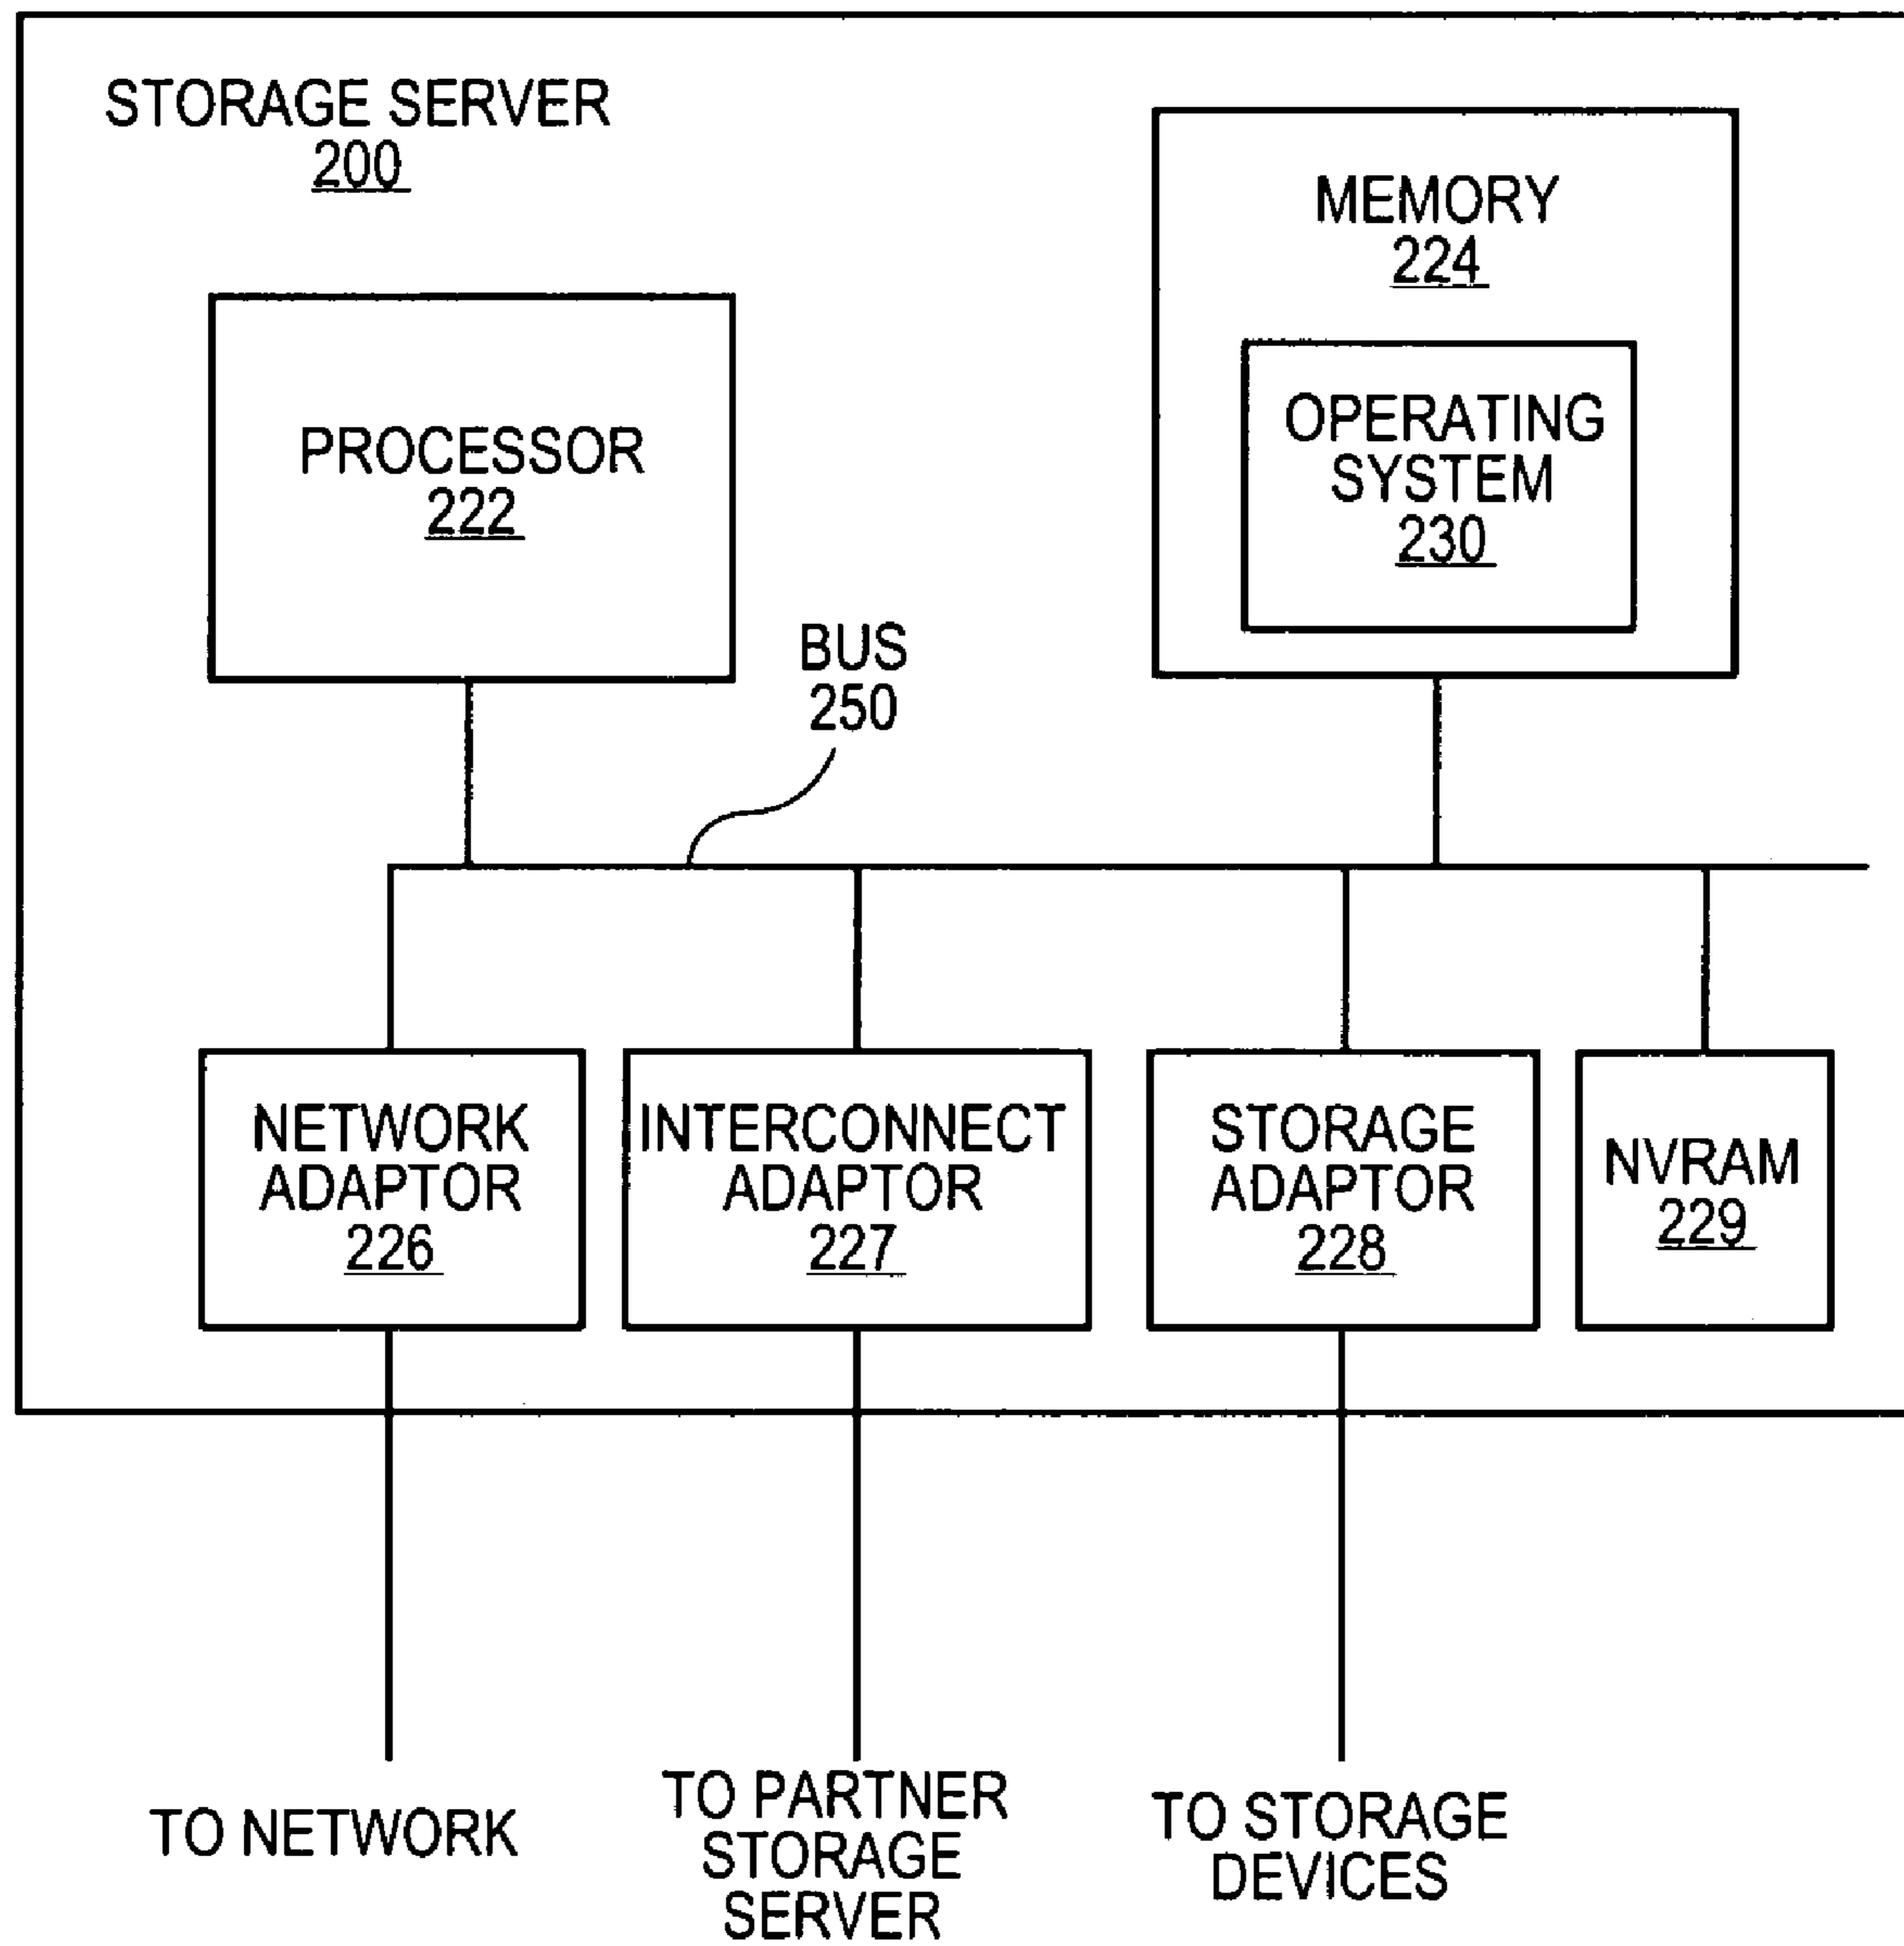 STORAGE SERVER
200
MEMORY
224
OPERATING
SYSTEM
230
PROCESSOR
222
BUS
250
NETWORK
ADAPTOR
226
INTERCONNECT
ADAPTOR
227
STORAGE
ADAPTOR
228
NVRAM
229
TO NETWORK
TO PARTNER
STORAGE
SERVER
TO STORAGE
DEVICES